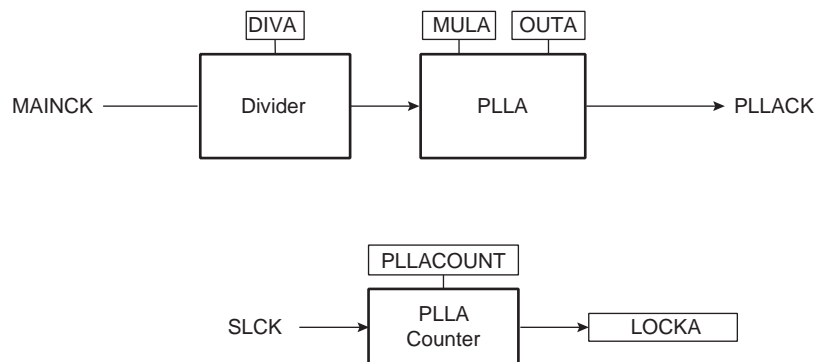 DIVA
MULA
OUTA
MAINCK
Divider
PLLA
PLLACK
PLLACOUNT
SLCK
PLLA
Counter
LOCKA